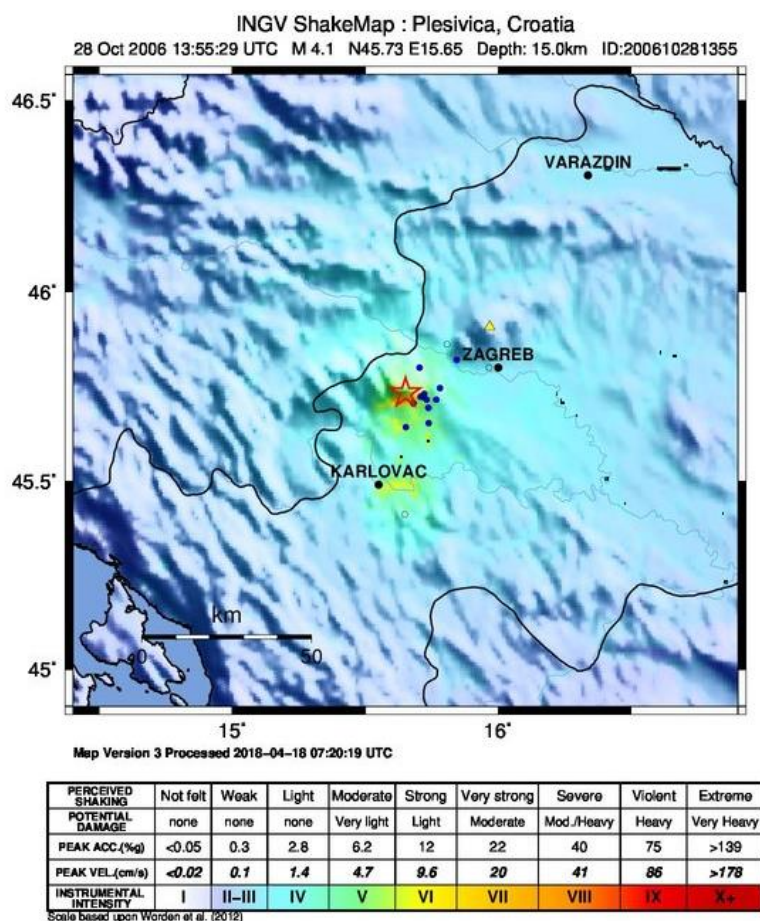 INGV ShakeMap : Plesivica, Croatia
28 Oct 2006 13:55:29 UTC M 4.1 N45.73 E15.65 Depth: 15.0km ID:200610281355
46.5°
VARAZDIN
46°
ZAGREB
45.5°
KARLOVAC
km
0 50
45°
15° 16°
Map Version 3 Processed 2018-04-18 07:20:19 UTC
PERCEIVED SHAKING Not felt Weak Light Moderate Strong Very strong Severe Violent Extreme
POTENTIAL DAMAGE none none none Very light Light Moderate Mod./Heavy Heavy Very Heavy
PEAK ACC.(%g) <0.05 0.3 2.8 6.2 12 22 40 75 >139
PEAK VEL.(cm/s) <0.02 0.1 1.4 4.7 9.6 20 41 86 >178
INSTRUMENTAL INTENSITY I II-III IV V VI VII VIII IX X+
Scale based upon Worden et al. (2012)